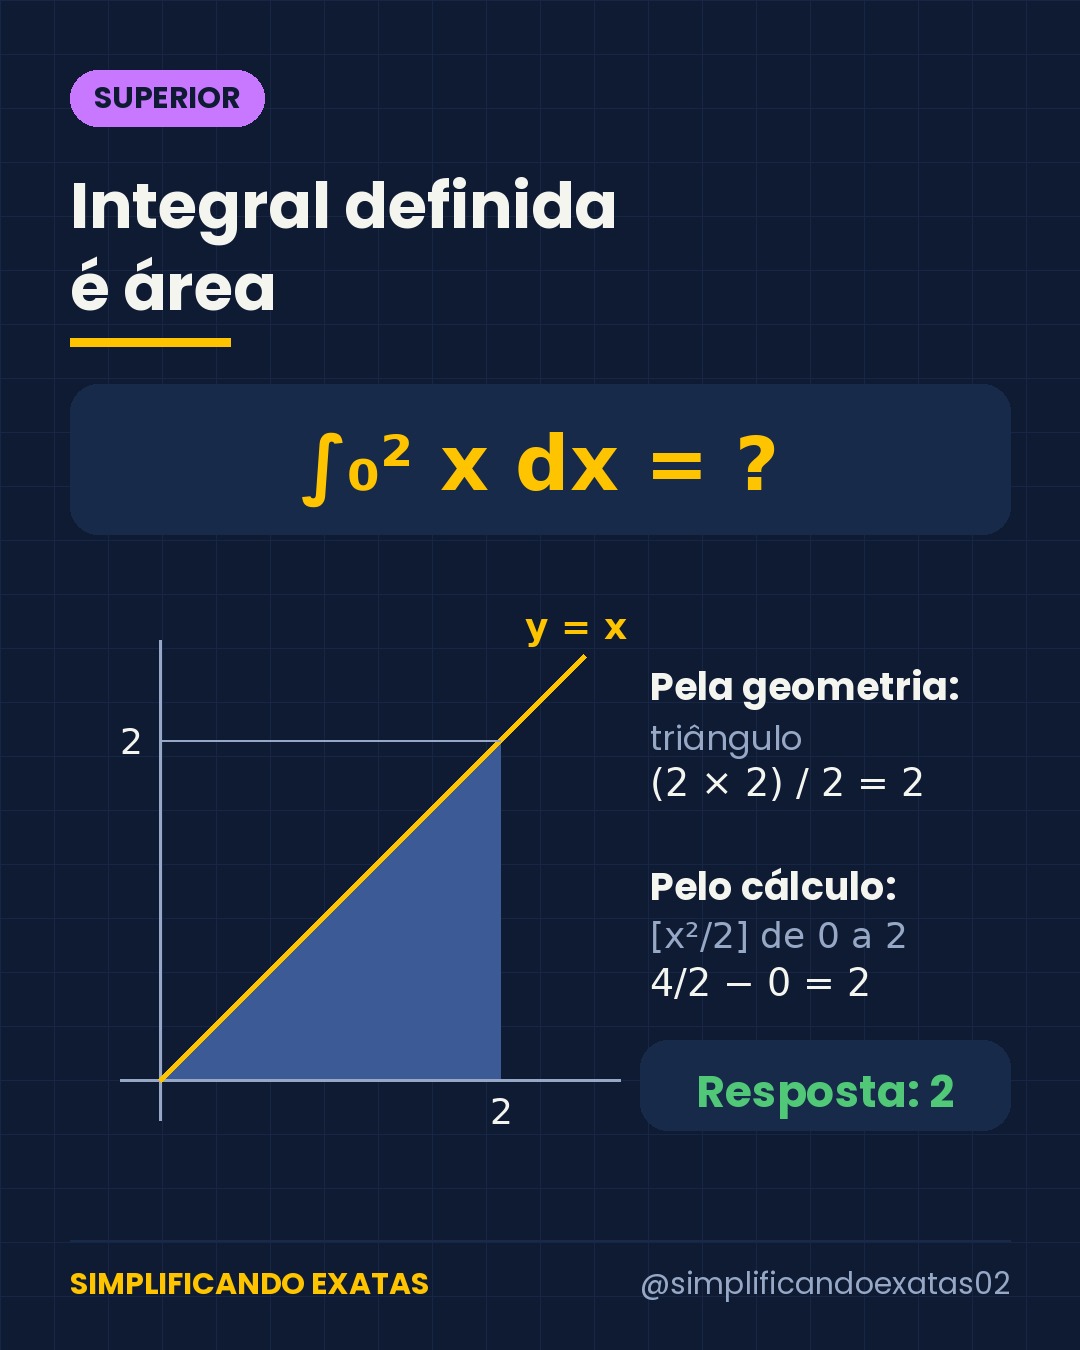 SUPERIOR
Integral definida
é área
∫₀² x dx = ?
y = x
2
2
Pela geometria:
triângulo
(2 × 2) / 2 = 2
Pelo cálculo:
[x²/2] de 0 a 2
4/2 − 0 = 2
Resposta: 2
SIMPLIFICANDO EXATAS
@simplificandoexatas02